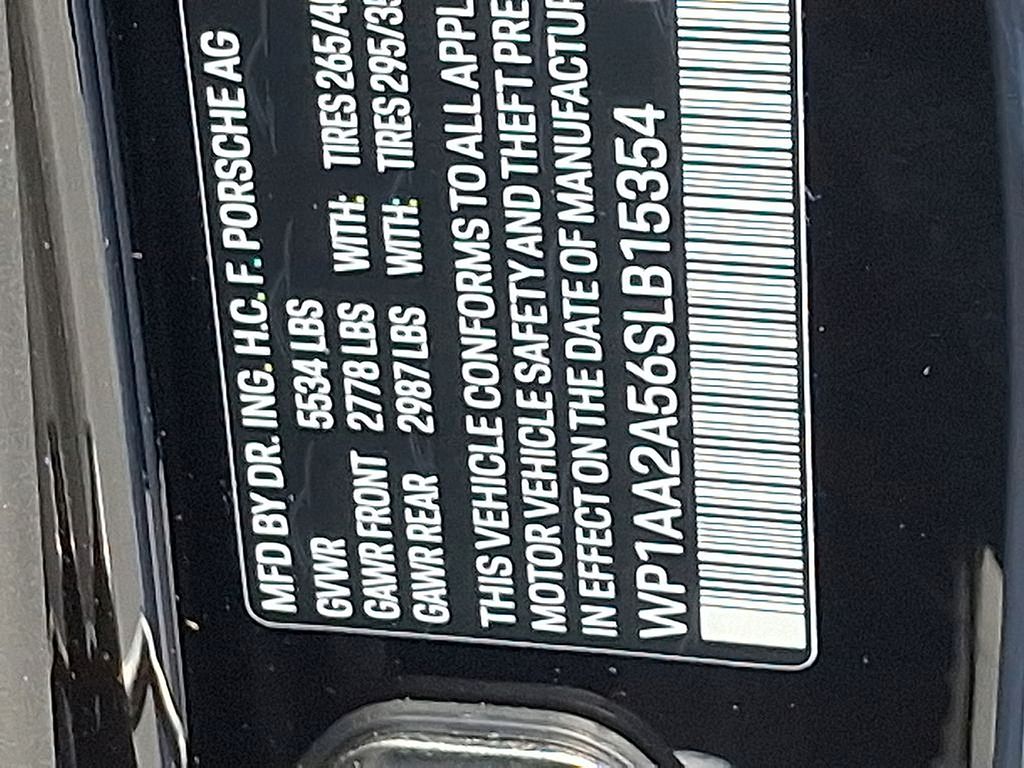 MFD BY DR. ING. H.C. F. PORSCHE AG
GVWR 5534 LBS
GAWR FRONT 2778 LBS WITH: TIRES 265/4
GAWR REAR 2987 LBS WITH: TIRES 295/35
THIS VEHICLE CONFORMS TO ALL APPL
MOTOR VEHICLE SAFETY AND THEFT PRE
IN EFFECT ON THE DATE OF MANUFACTUR
WP1AA2A56SLB15354